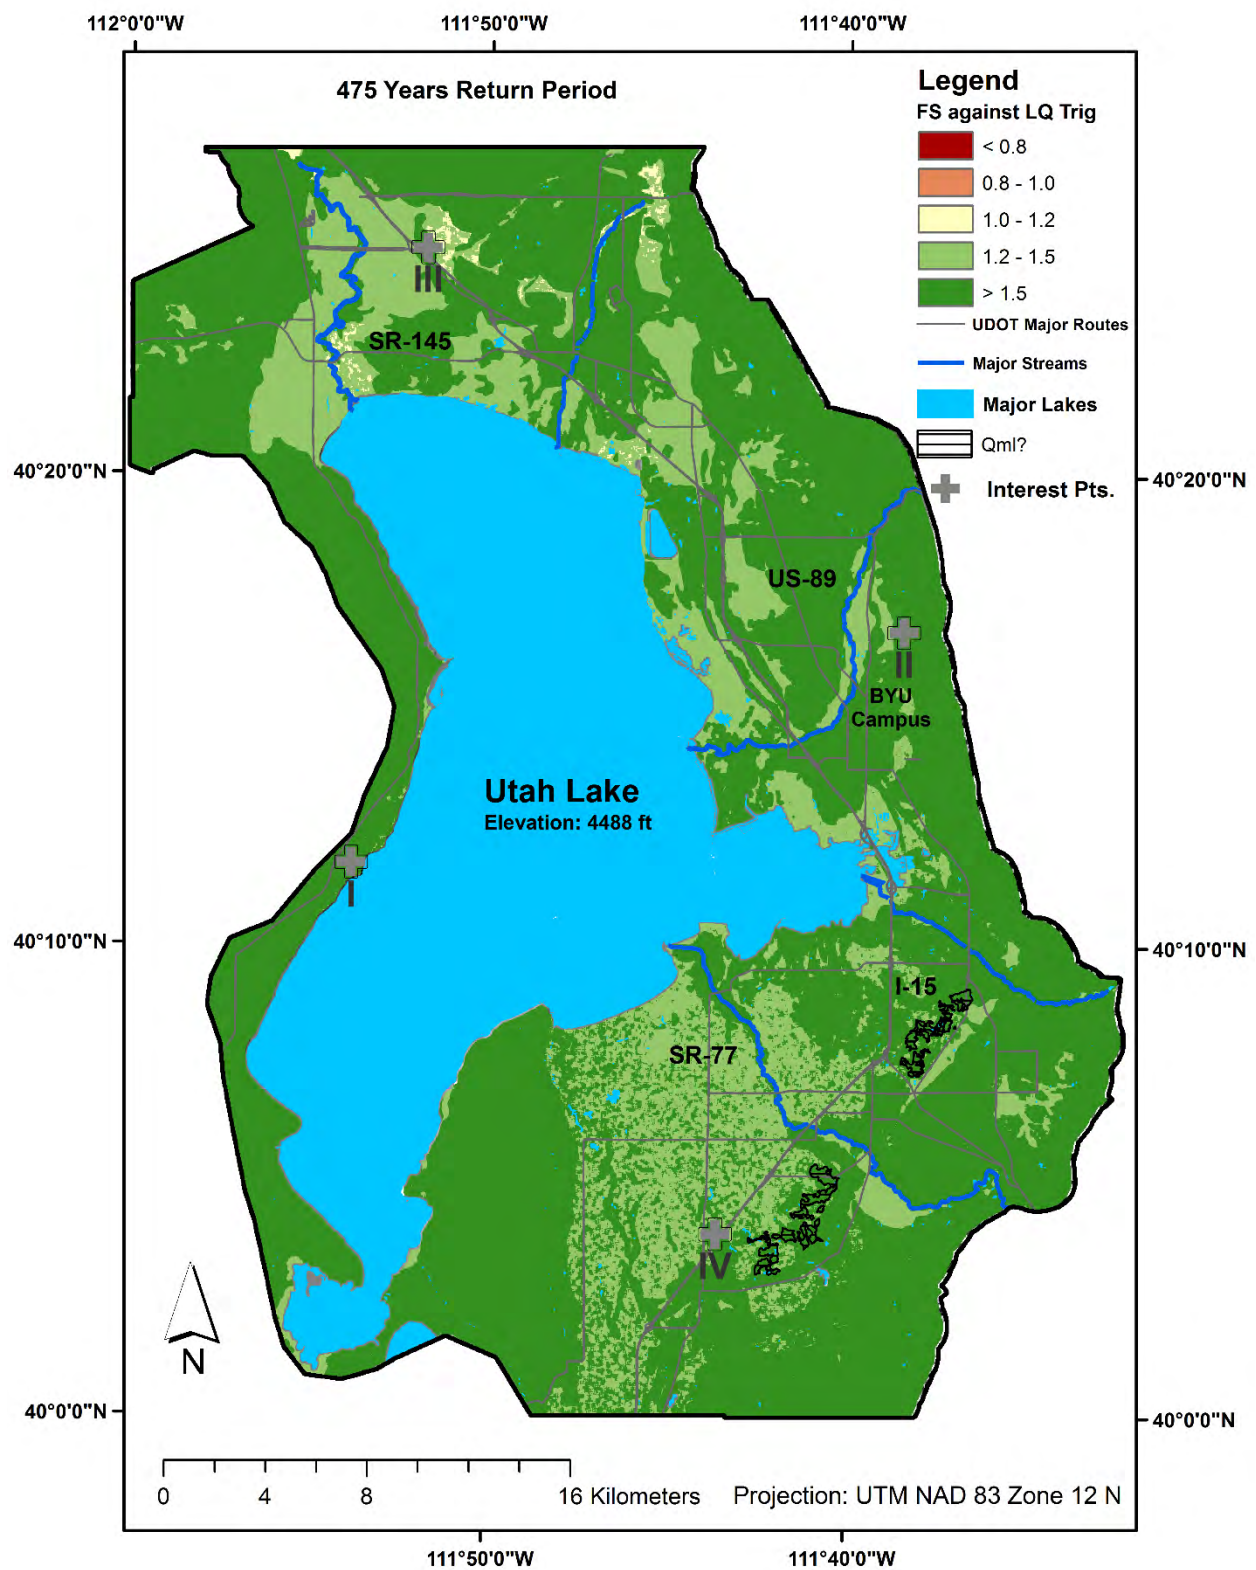 112°0'0"W 111°50'0"W 111°40'0"W
475 Years Return Period
Legend
FS against LQ Trig
< 0.8
0.8 - 1.0
1.0 - 1.2
1.2 - 1.5
> 1.5
UDOT Major Routes
Major Streams
Major Lakes
Qml?
Interest Pts.
III
SR-145
40°20'0"N 40°20'0"N
US-89
II
BYU
Campus
Utah Lake
Elevation: 4488 ft
I
40°10'0"N 40°10'0"N
I-15
SR-77
IV
N
40°0'0"N 40°0'0"N
0 4 8 16 Kilometers Projection: UTM NAD 83 Zone 12 N
111°50'0"W 111°40'0"W